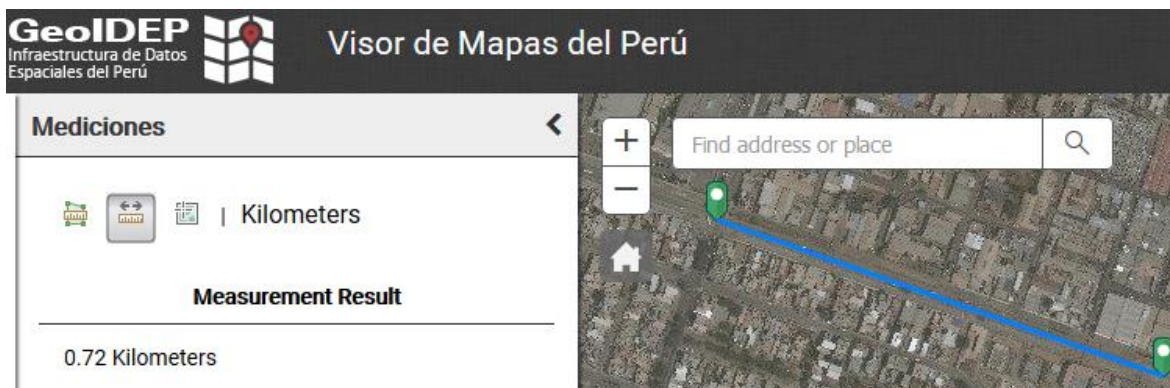 GeoIDEP
Infraestructura de Datos
Espaciales del Perú
Visor de Mapas del Perú
Mediciones
Find address or place
| Kilometers
Measurement Result
0.72 Kilometers